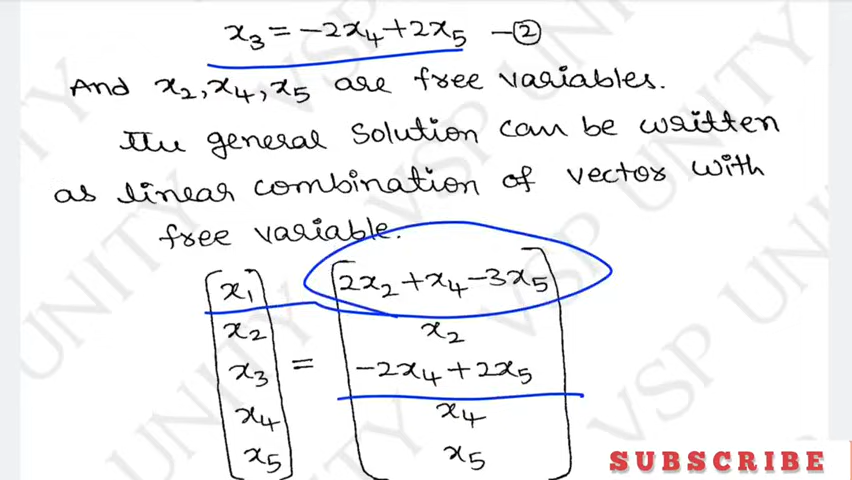 x₃ = -2x₄ + 2x₅ — ②
And x₂, x₄, x₅ are free variables.
The general solution can be written
as linear combination of vector with
free variable.
[x₁] = [2x₂ + x₄ - 3x₅]
[x₂] [x₂]
[x₃] = [-2x₄ + 2x₅]
[x₄] [x₄]
[x₅] [x₅]
VSP UNITY
SUBSCRIBE